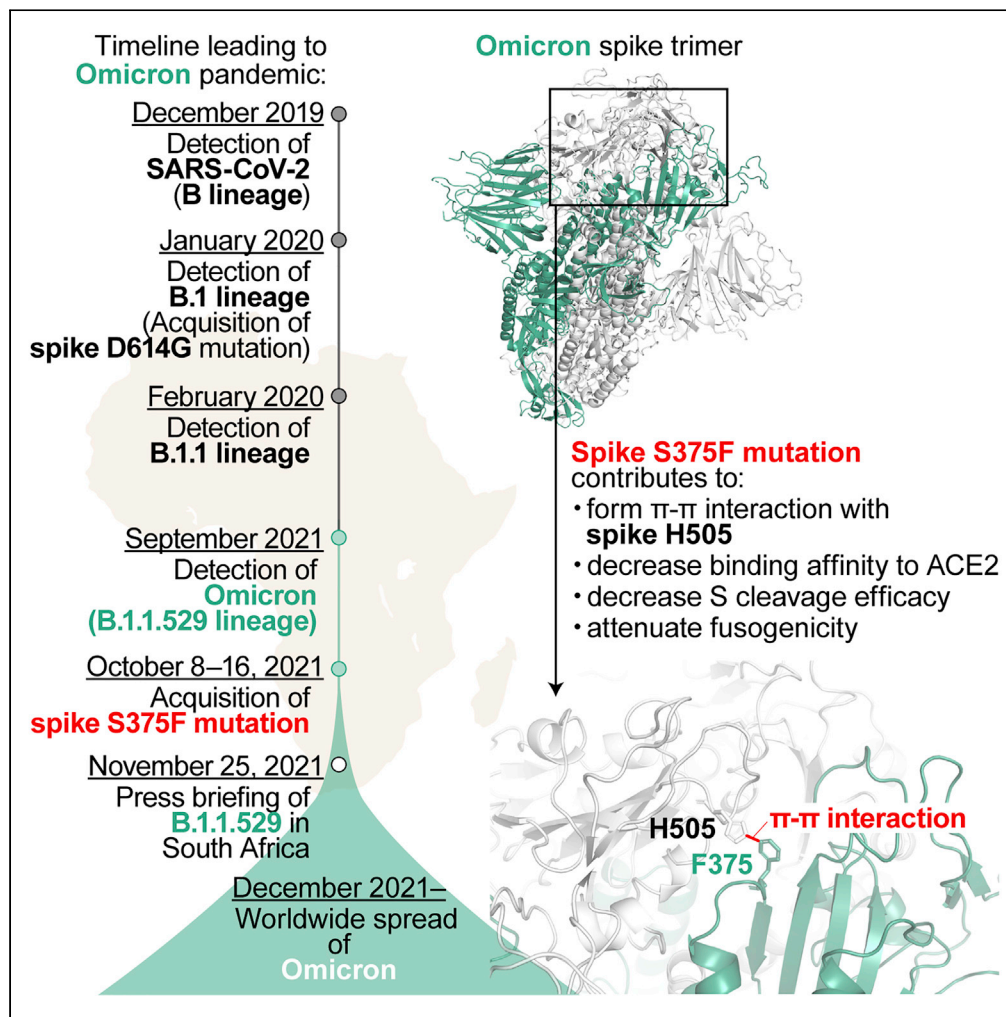 Timeline leading to
Omicron pandemic:
December 2019
Detection of
SARS-CoV-2
(B lineage)
January 2020
Detection of
B.1 lineage
(Acquisition of
spike D614G mutation)
February 2020
Detection of
B.1.1 lineage
September 2021
Detection of
Omicron
(B.1.1.529 lineage)
October 8–16, 2021
Acquisition of
spike S375F mutation
November 25, 2021
Press briefing of
B.1.1.529 in
South Africa
December 2021–
Worldwide spread
of
Omicron
Omicron spike trimer
Spike S375F mutation
contributes to:
・form π-π interaction with
spike H505
・decrease binding affinity to ACE2
・decrease S cleavage efficacy
・attenuate fusogenicity
H505
π-π interaction
F375